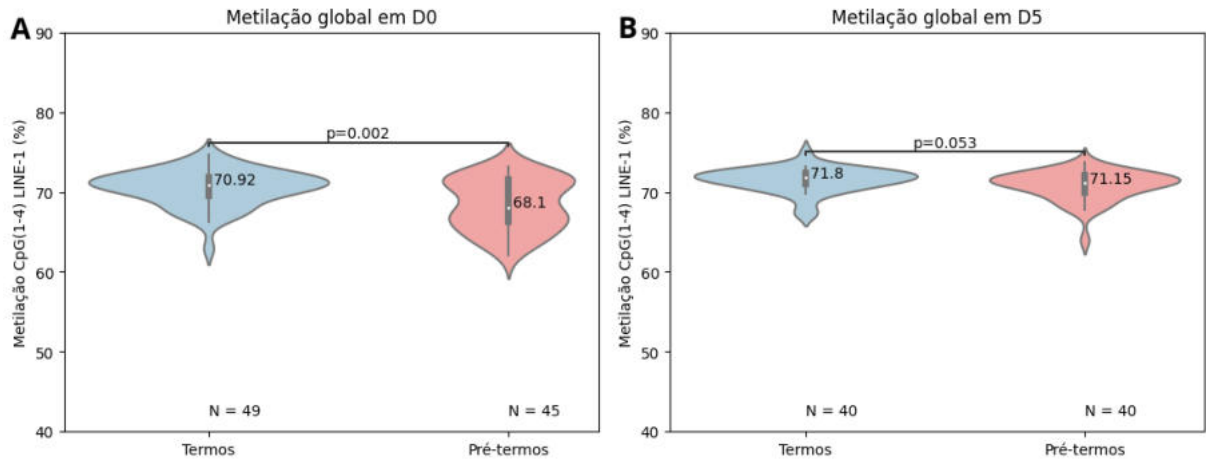 A
Metilação global em D0
Metilação CpG(1-4) LINE-1 (%)
90
80
70
60
50
40
p=0.002
70.92
68.1
N = 49
N = 45
Termos
Pré-termos
B
Metilação global em D5
Metilação CpG(1-4) LINE-1 (%)
90
80
70
60
50
40
p=0.053
71.8
71.15
N = 40
N = 40
Termos
Pré-termos